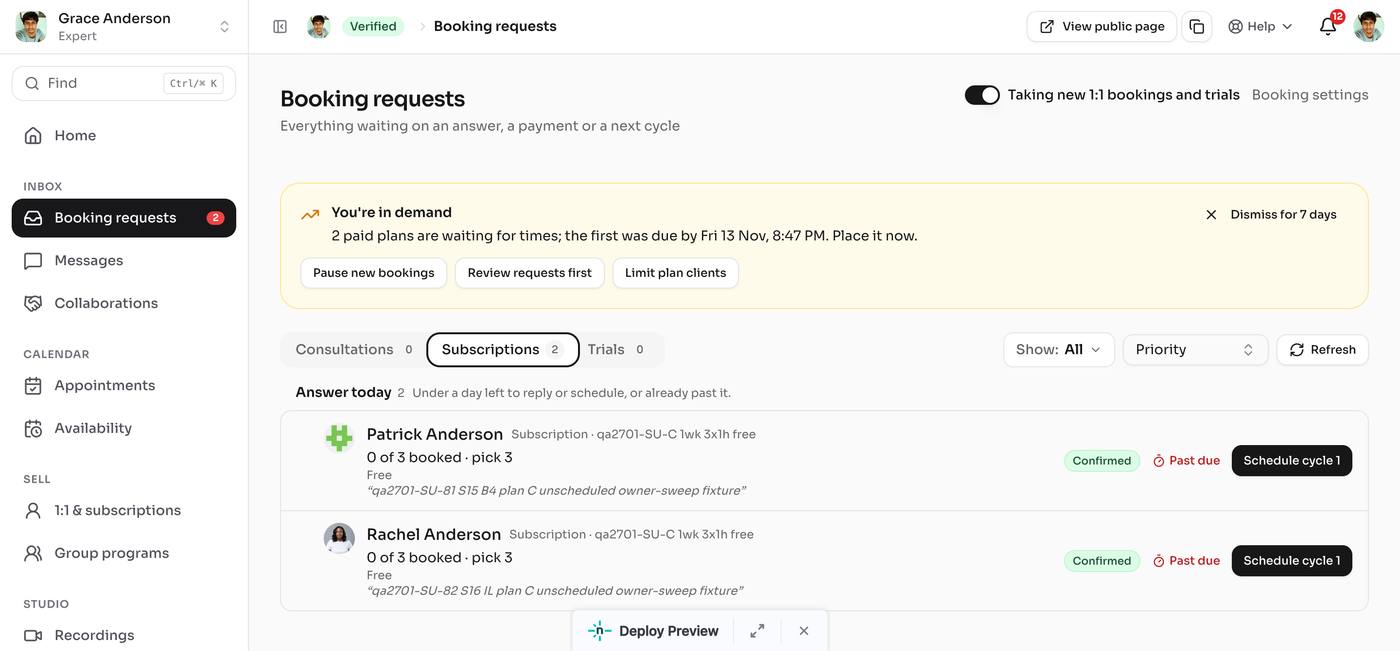 Grace Anderson
Expert
Verified
Booking requests
View public page
Help
12
Find
Ctrl/⌘ K
Home
INBOX
Booking requests 2
Messages
Collaborations
CALENDAR
Appointments
Availability
SELL
1:1 & subscriptions
Group programs
STUDIO
Recordings
Booking requests
Everything waiting on an answer, a payment or a next cycle
Taking new 1:1 bookings and trials
Booking settings
You're in demand
2 paid plans are waiting for times; the first was due by Fri 13 Nov, 8:47 PM. Place it now.
Dismiss for 7 days
Pause new bookings
Review requests first
Limit plan clients
Consultations 0
Subscriptions 2
Trials 0
Show: All
Priority
Refresh
Answer today 2 Under a day left to reply or schedule, or already past it.
Patrick Anderson Subscription · qa2701-SU-C 1wk 3x1h free
0 of 3 booked · pick 3
Free
“qa2701-SU-81 S15 B4 plan C unscheduled owner-sweep fixture”
Confirmed
Past due
Schedule cycle 1
Rachel Anderson Subscription · qa2701-SU-C 1wk 3x1h free
0 of 3 booked · pick 3
Free
“qa2701-SU-82 S16 IL plan C unscheduled owner-sweep fixture”
Confirmed
Past due
Schedule cycle 1
n Deploy Preview